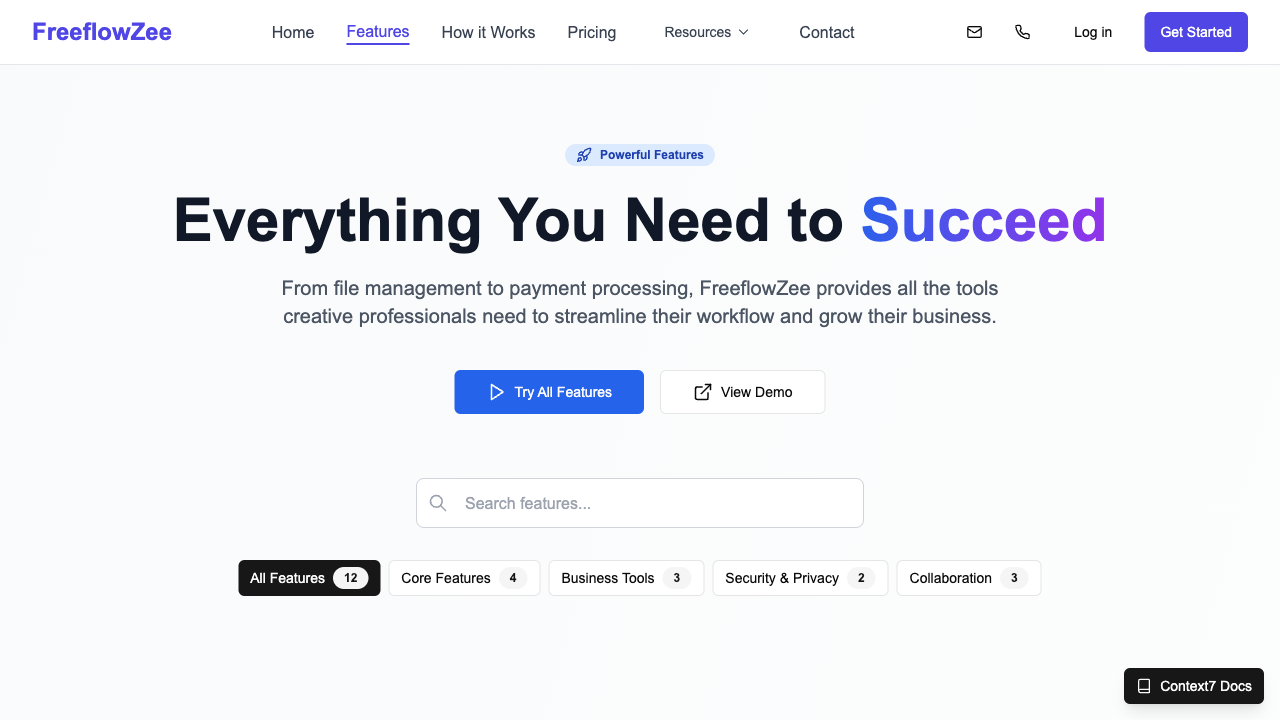 FreeflowZee
Home
Features
How it Works
Pricing
Resources
Contact
Log in
Get Started
Powerful Features
Everything You Need to Succeed
From file management to payment processing, FreeflowZee provides all the tools
creative professionals need to streamline their workflow and grow their business.
Try All Features
View Demo
Search features...
All Features 12
Core Features 4
Business Tools 3
Security & Privacy 2
Collaboration 3
Context7 Docs